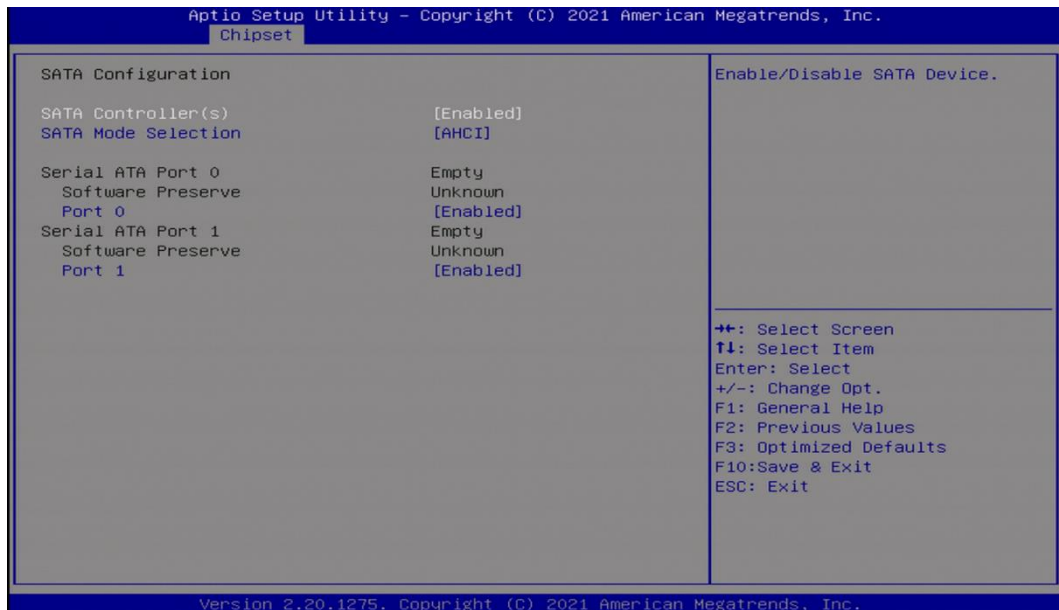 Aptio Setup Utility – Copyright (C) 2021 American Megatrends, Inc.
Chipset
SATA Configuration
SATA Controller(s) [Enabled]
SATA Mode Selection [AHCI]
Serial ATA Port 0 Empty
Software Preserve Unknown
Port 0 [Enabled]
Serial ATA Port 1 Empty
Software Preserve Unknown
Port 1 [Enabled]
Enable/Disable SATA Device.
→←: Select Screen
↑↓: Select Item
Enter: Select
+/-: Change Opt.
F1: General Help
F2: Previous Values
F3: Optimized Defaults
F10:Save & Exit
ESC: Exit
Version 2.20.1275. Copyright (C) 2021 American Megatrends, Inc.